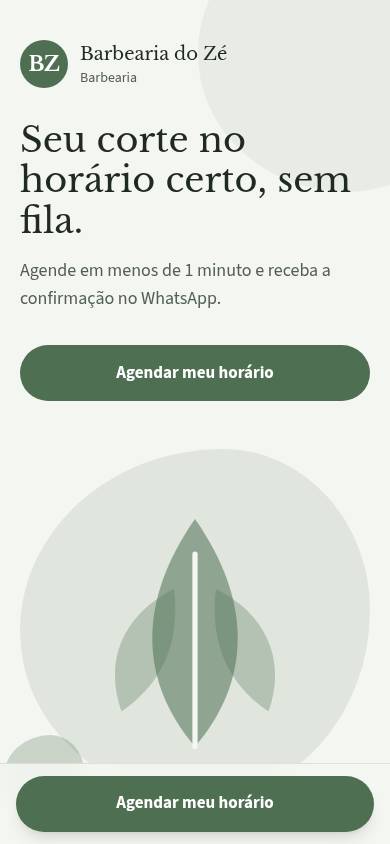 BZ
Barbearia do Zé
Barbearia
Seu corte no
horário certo, sem
fila.
Agende em menos de 1 minuto e receba a
confirmação no WhatsApp.
Agendar meu horário
Agendar meu horário